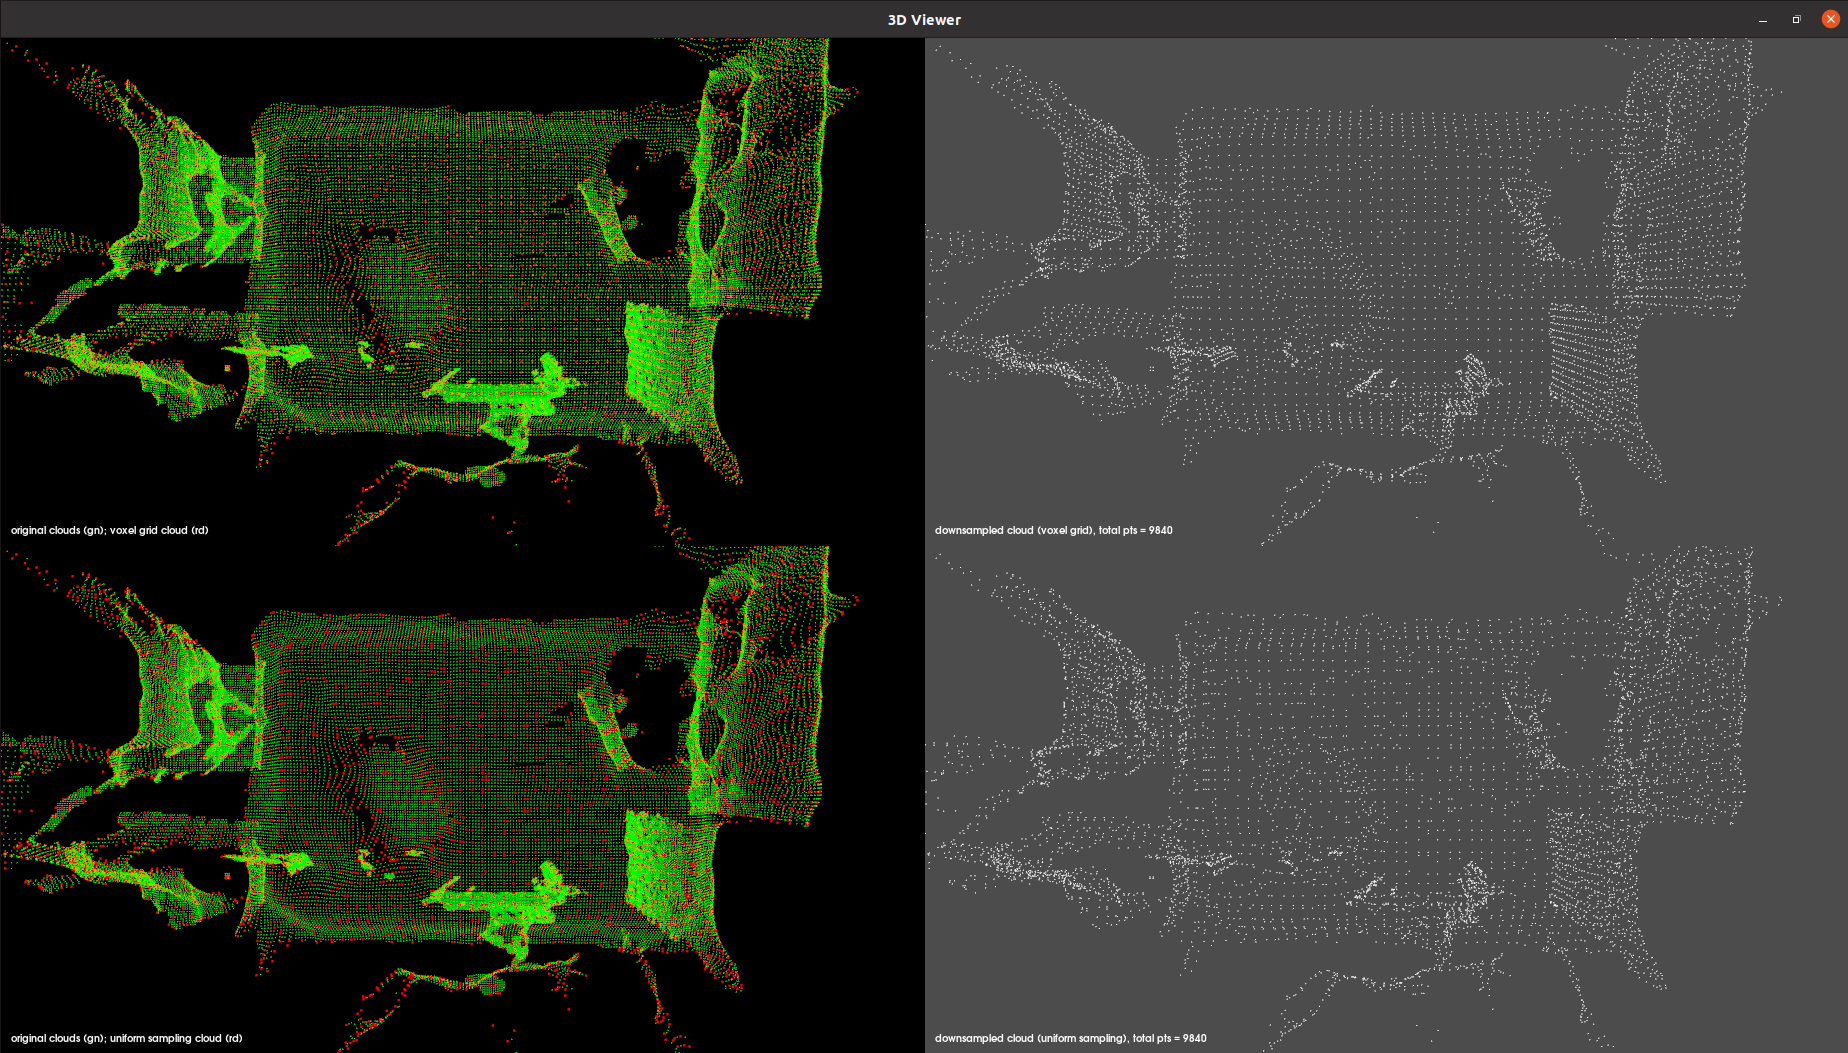 3D Viewer
original clouds (gn); voxel grid cloud (rd)
downsampled cloud (voxel grid), total pts = 9840
original clouds (gn); uniform sampling cloud (rd)
downsampled cloud (uniform sampling), total pts = 9840